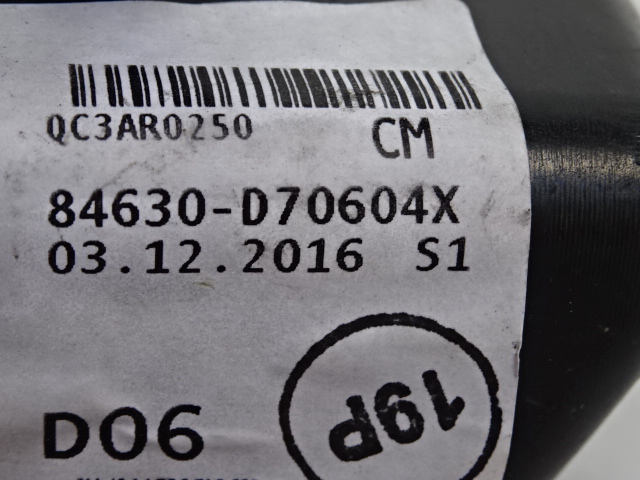 QC3AR0250 CM
84630-D70604X
03.12.2016 S1
19P
D06